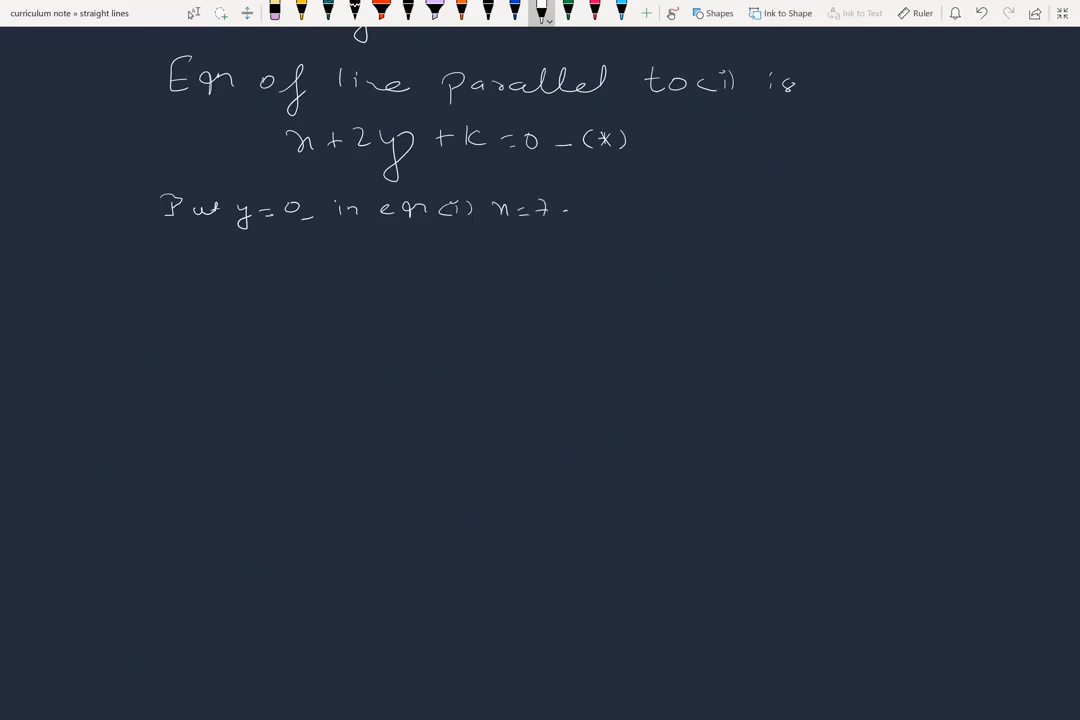 curriculum note » straight lines
Shapes
Ink to Shape
Ink to Text
Ruler
Eqn of line parallel to (i) is
x + 2y + k = 0 - (*)
Put y = 0 in eqn (i) x = 7.